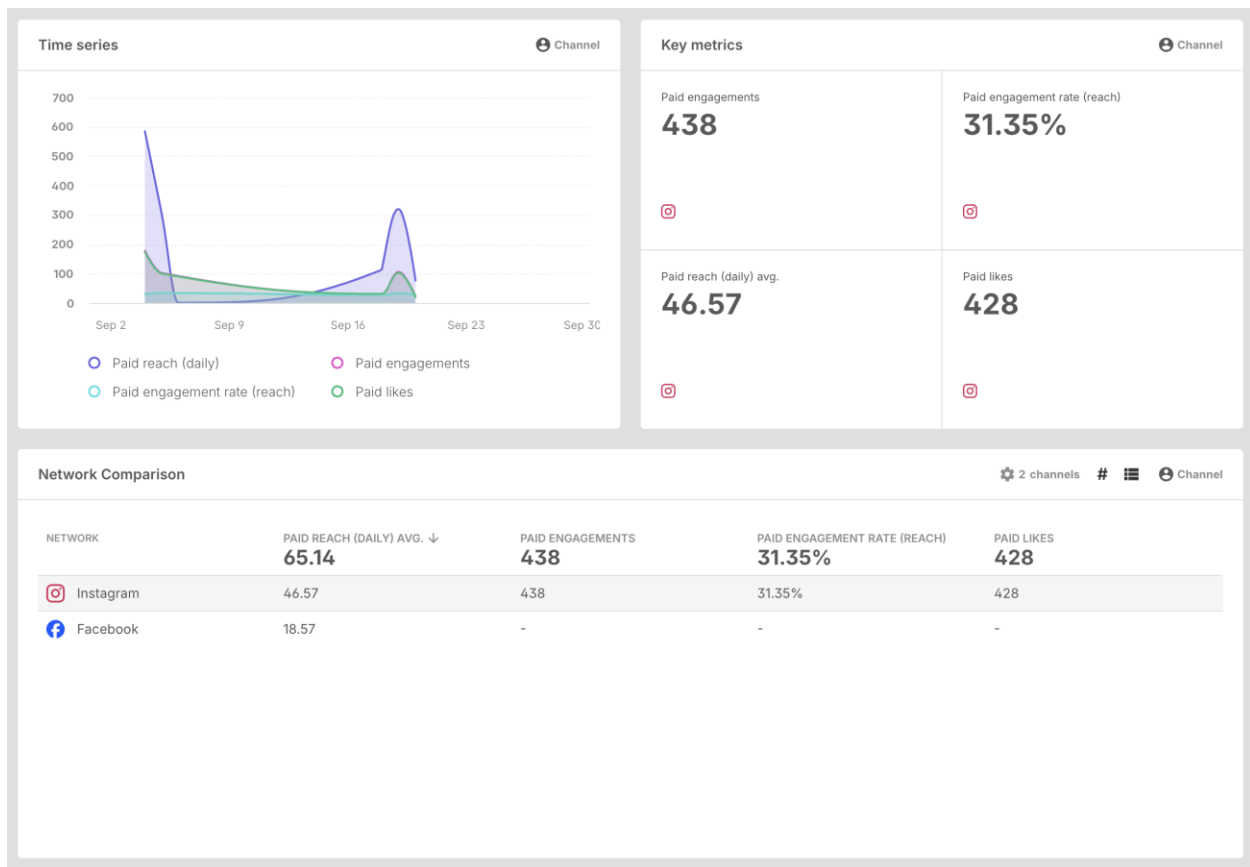 Time series
Channel
700
600
500
400
300
200
100
0
Sep 2 Sep 9 Sep 16 Sep 23 Sep 30
Paid reach (daily) Paid engagements
Paid engagement rate (reach) Paid likes
Key metrics
Channel
Paid engagements
438
Paid engagement rate (reach)
31.35%
Paid reach (daily) avg.
46.57
Paid likes
428
Network Comparison
2 channels # Channel
NETWORK PAID REACH (DAILY) AVG. ↓ PAID ENGAGEMENTS PAID ENGAGEMENT RATE (REACH) PAID LIKES
65.14 438 31.35% 428
Instagram 46.57 438 31.35% 428
Facebook 18.57 - - -